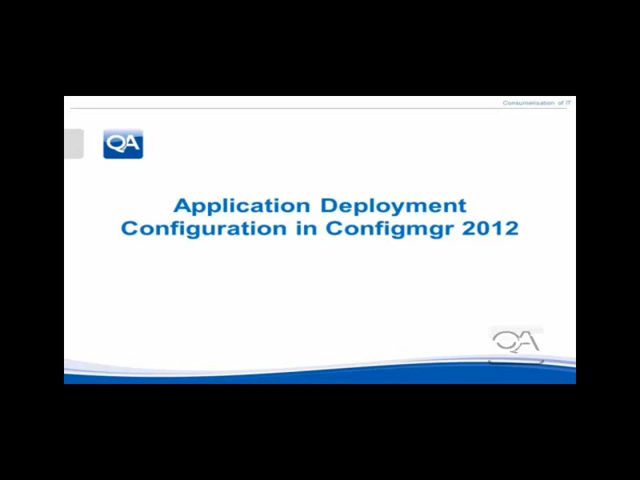 Consumerisation of IT
QA
Application Deployment
Configuration in Configmgr 2012
QA